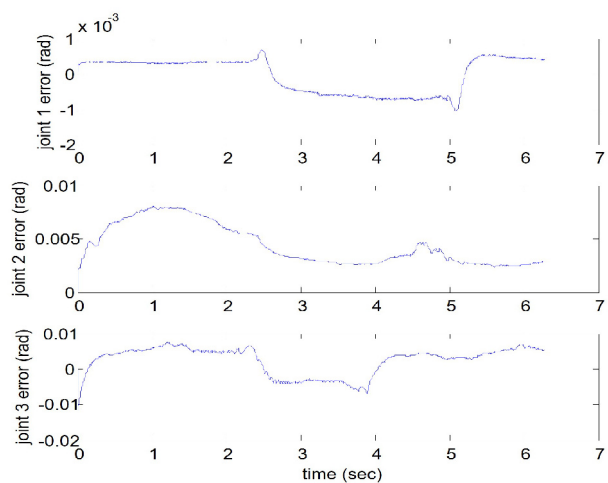 x 10^-3
1
0
-1
-2
joint 1 error (rad)
0 1 2 3 4 5 6 7
0.01
0.005
0
joint 2 error (rad)
0 1 2 3 4 5 6 7
0.01
0
-0.01
-0.02
joint 3 error (rad)
0 1 2 3 4 5 6 7
time (sec)